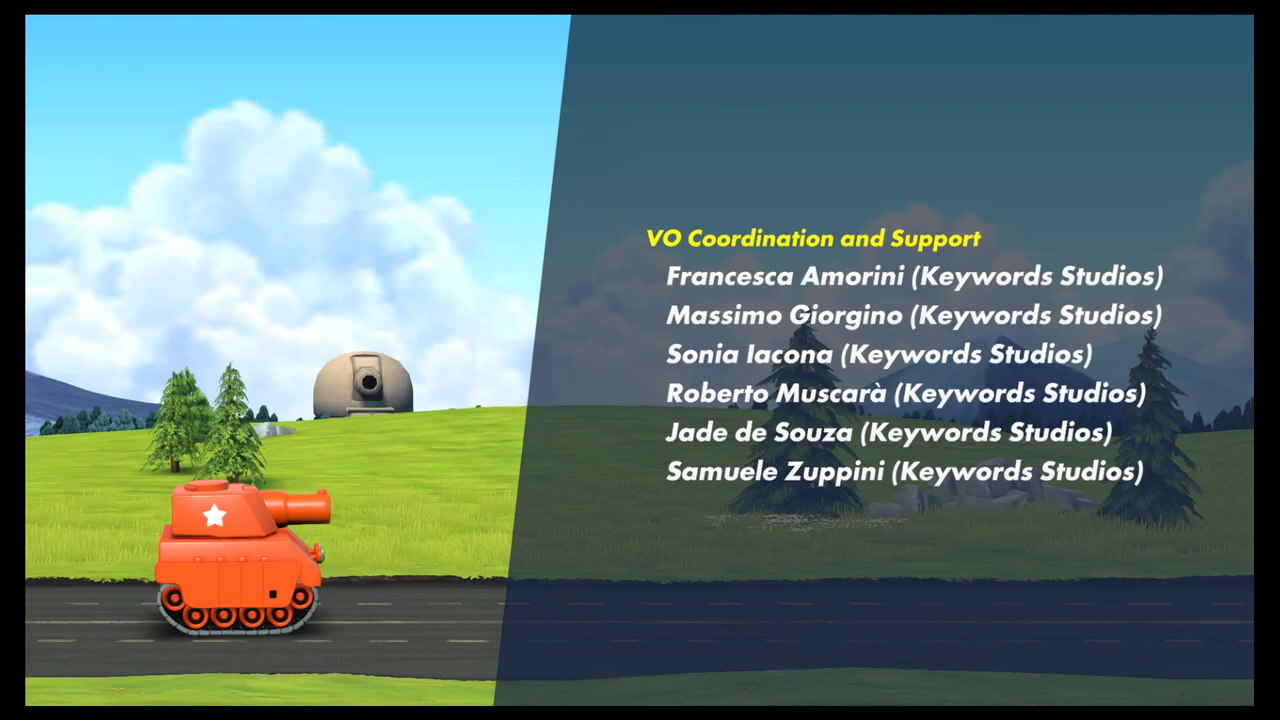 VO Coordination and Support
Francesca Amorini (Keywords Studios)
Massimo Giorgino (Keywords Studios)
Sonia Iacona (Keywords Studios)
Roberto Muscarà (Keywords Studios)
Jade de Souza (Keywords Studios)
Samuele Zuppini (Keywords Studios)